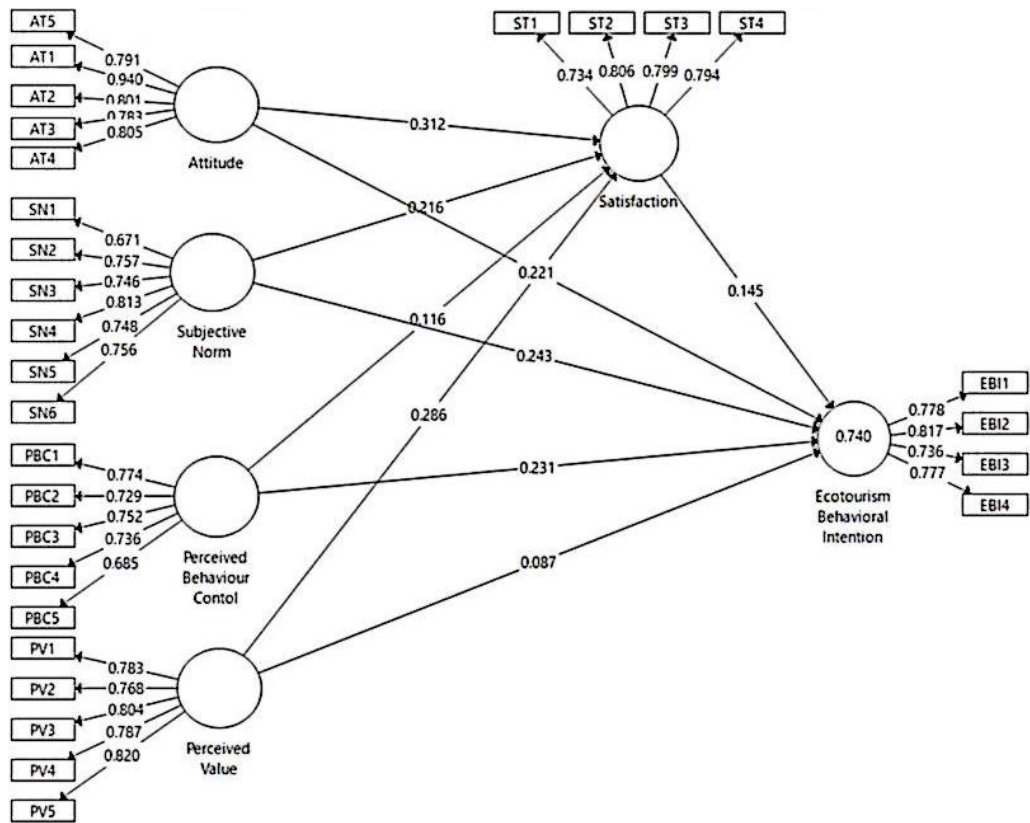 AT5
AT1
AT2
AT3
AT4
0.791
0.940
0.801
0.783
0.805
Attitude
ST1
ST2
ST3
ST4
0.734
0.806
0.799
0.794
Satisfaction
0.312
0.216
0.221
0.145
0.116
0.243
0.286
0.231
0.087
SN1
SN2
SN3
SN4
SN5
SN6
0.671
0.757
0.746
0.813
0.748
0.756
Subjective
Norm
PBC1
PBC2
PBC3
PBC4
PBC5
0.774
0.729
0.752
0.736
0.685
Perceived
Behaviour
Contol
PV1
PV2
PV3
PV4
PV5
0.783
0.768
0.804
0.787
0.820
Perceived
Value
0.740
Ecotourism
Behavioral
Intention
0.778
0.817
0.736
0.777
EBI1
EBI2
EBI3
EBI4